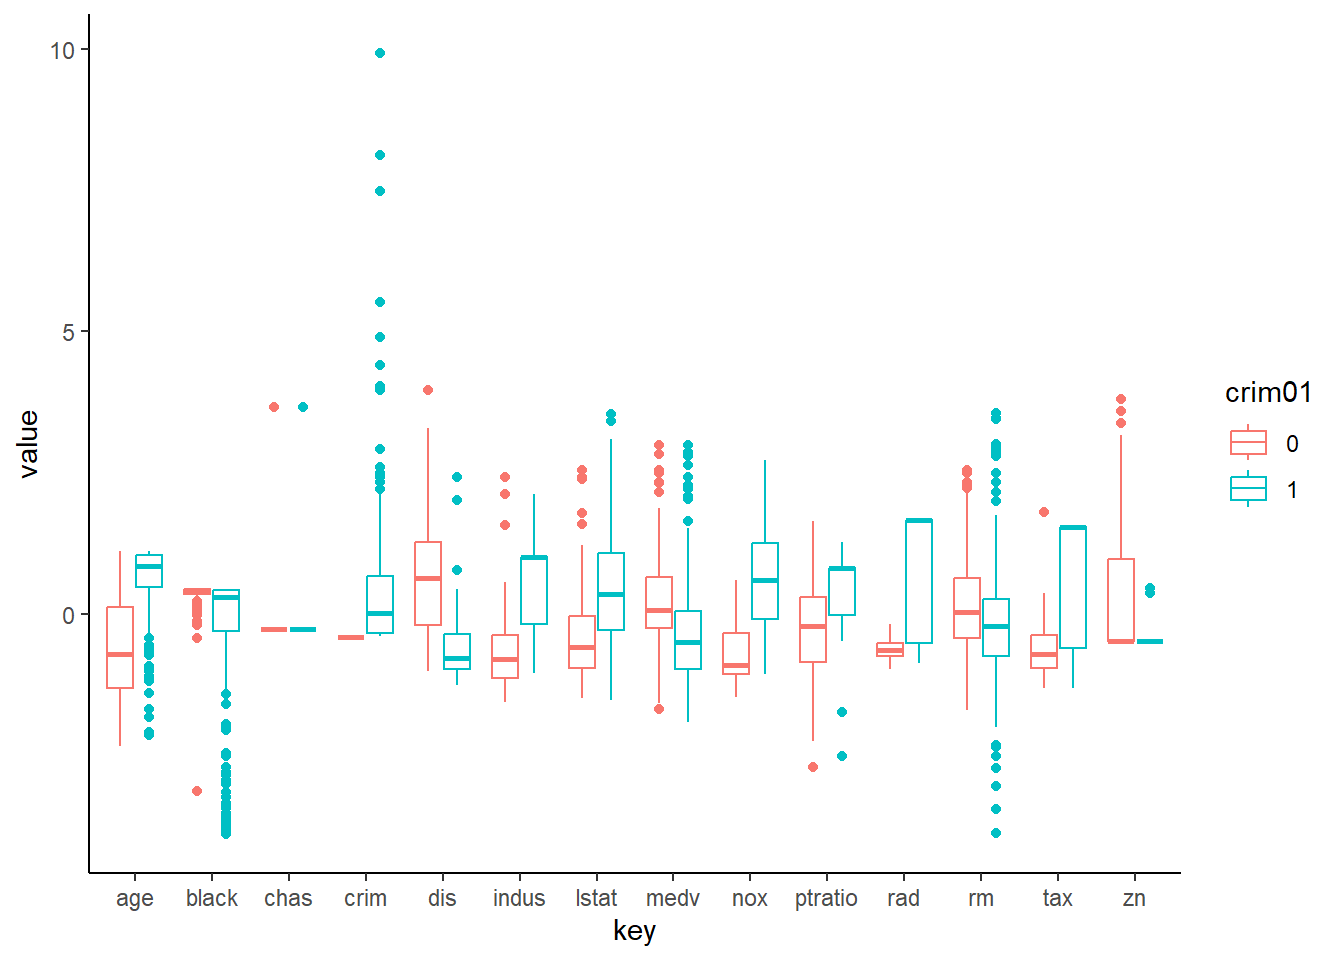 10
5
0
value
age black chas crim dis indus lstat medv nox ptratio rad rm tax zn
key
crim01
0
1